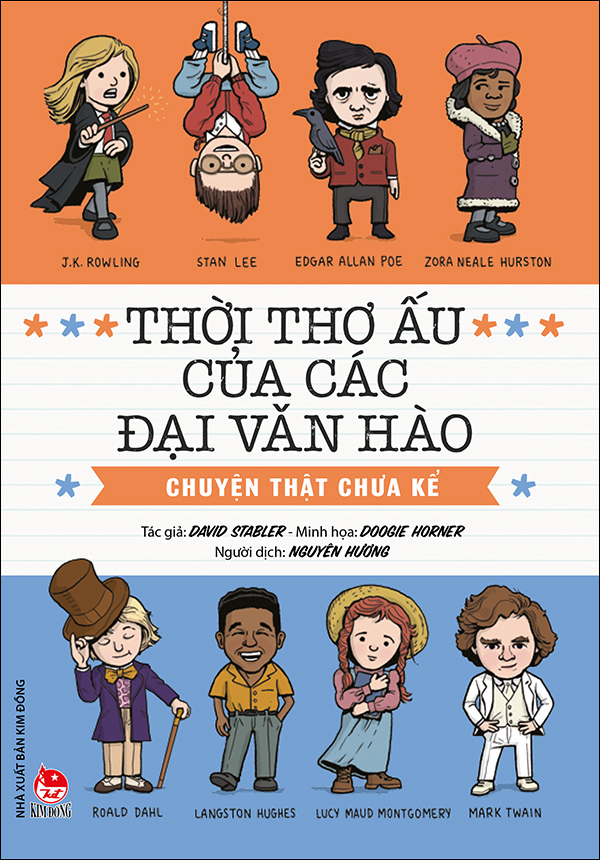 J.K. ROWLING
STAN LEE
EDGAR ALLAN POE
ZORA NEALE HURSTON
THỜI THƠ ẤU
CỦA CÁC
ĐẠI VĂN HÀO
CHUYỆN THẬT CHƯA KỂ
Tác giả: DAVID STABLER - Minh họa: DOOGIE HORNER
Người dịch: NGUYÊN HƯƠNG
ROALD DAHL
LANGSTON HUGHES
LUCY MAUD MONTGOMERY
MARK TWAIN
NHÀ XUẤT BẢN KIM ĐỒNG
KIM ĐỒNG